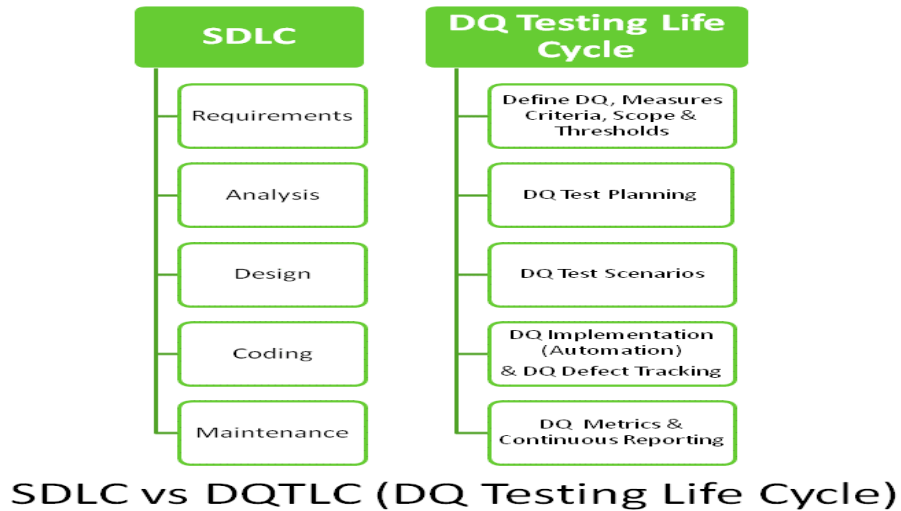 SDLC
Requirements
Analysis
Design
Coding
Maintenance
DQ Testing Life
Cycle
Define DQ, Measures
Criteria, Scope &
Thresholds
DQ Test Planning
DQ Test Scenarios
DQ Implementation
(Automation)
& DQ Defect Tracking
DQ Metrics &
Continuous Reporting
SDLC vs DQTLC (DQ Testing Life Cycle)